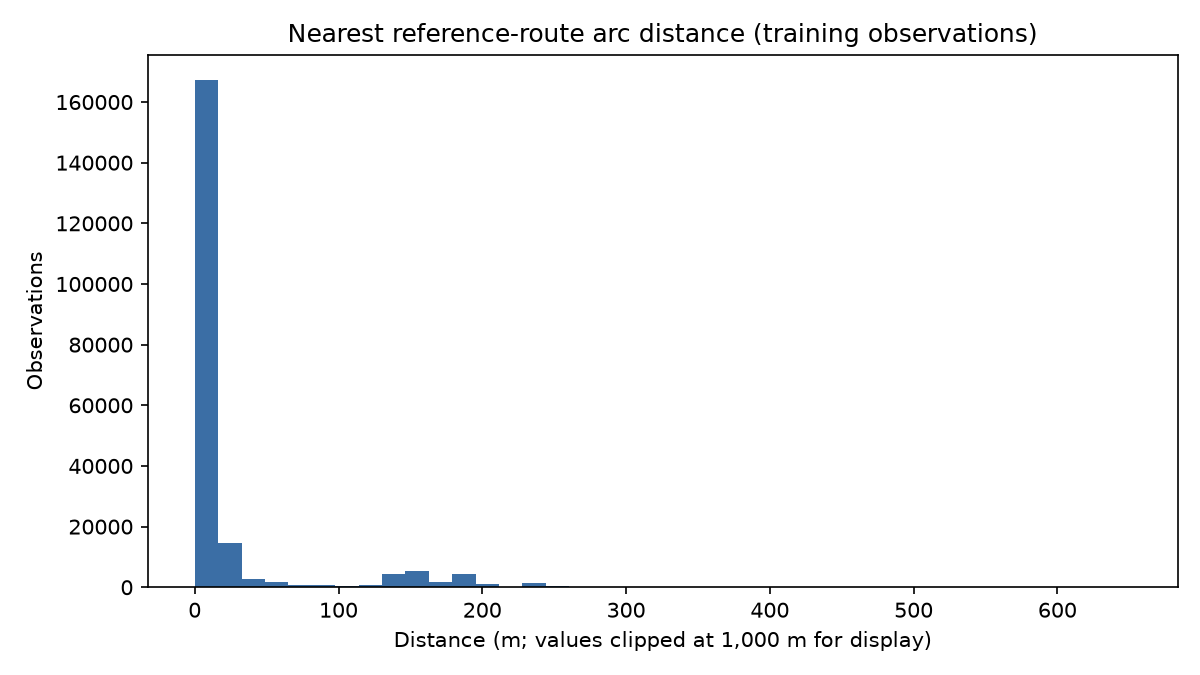 Nearest reference-route arc distance (training observations)
Observations
160000
140000
120000
100000
80000
60000
40000
20000
0
0 100 200 300 400 500 600
Distance (m; values clipped at 1,000 m for display)